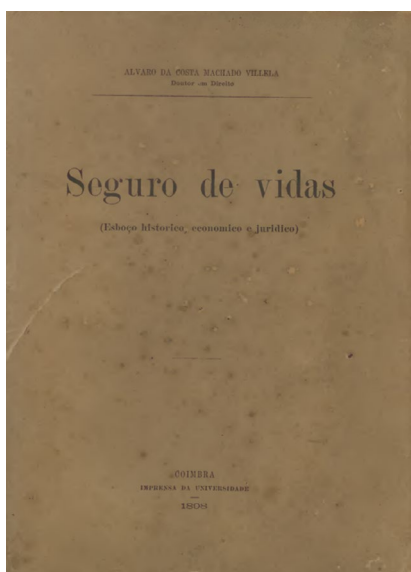 ALVARO DA COSTA MACHADO VILLELA
Doutor em Direito
Seguro de vidas
(Esboço historico, economico e juridico)
COIMBRA
IMPRENSA DA UNIVERSIDADE
1898